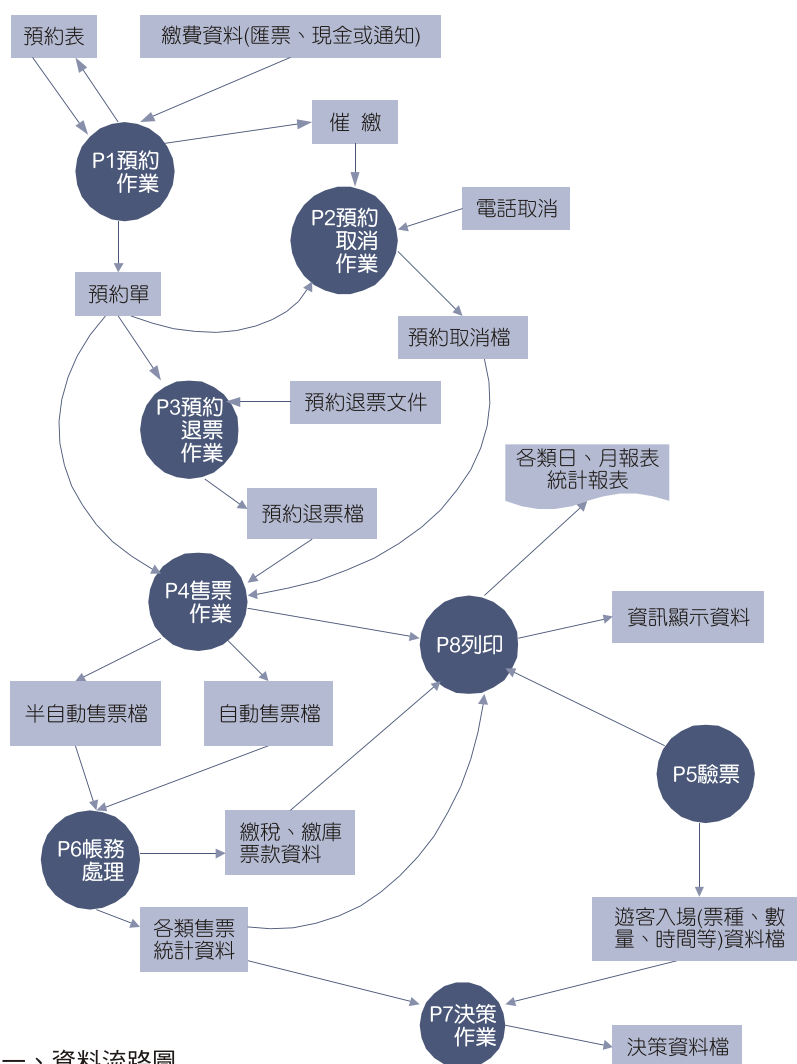 預約表
繳費資料(匯票、現金或通知)
催 繳
P1預約
作業
電話取消
P2預約
取消
作業
預約單
預約取消檔
P3預約
退票
作業
預約退票文件
各類日、月報表
統計報表
預約退票檔
P4售票
作業
資訊顯示資料
P8列印
半自動售票檔
自動售票檔
P5驗票
繳稅、繳庫
票款資料
P6帳務
處理
各類售票
統計資料
遊客入場(票種、數
量、時間等)資料檔
P7決策
作業
決策資料檔
一、資料流路圖